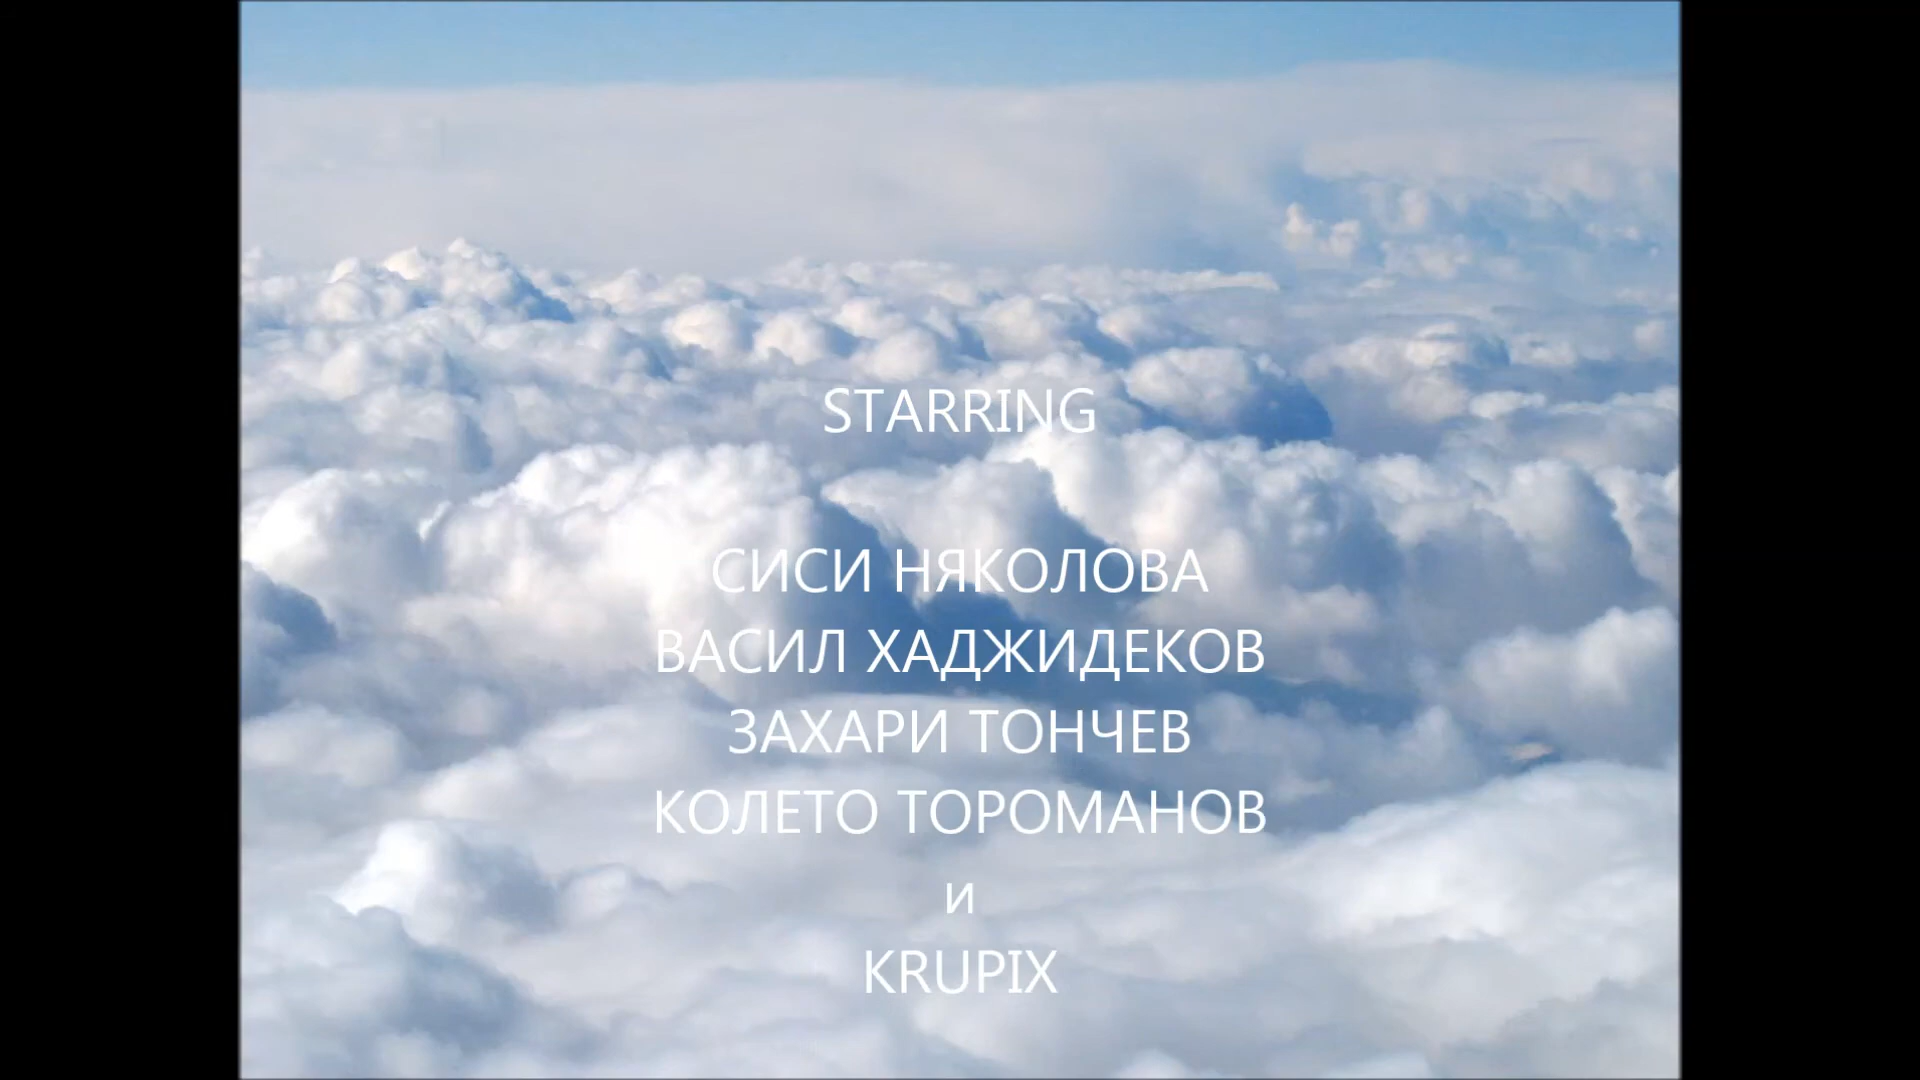 STARRING
СИСИ НЯКОЛОВА
ВАСИЛ ХАДЖИДЕКОВ
ЗАХАРИ ТОНЧЕВ
КОЛЕТО ТОРОМАНОВ
и
KRUPIX